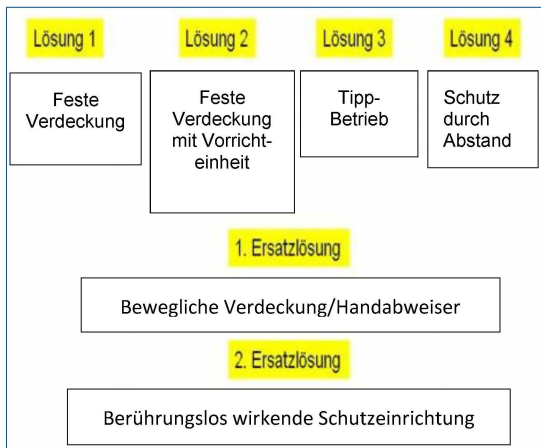 Lösung 1
Lösung 2
Lösung 3
Lösung 4
Feste
Verdeckung
Feste
Verdeckung
mit Vorricht-
einheit
Tipp-
Betrieb
Schutz
durch
Abstand
1. Ersatzlösung
Bewegliche Verdeckung/Handabweiser
2. Ersatzlösung
Berührungslos wirkende Schutzeinrichtung